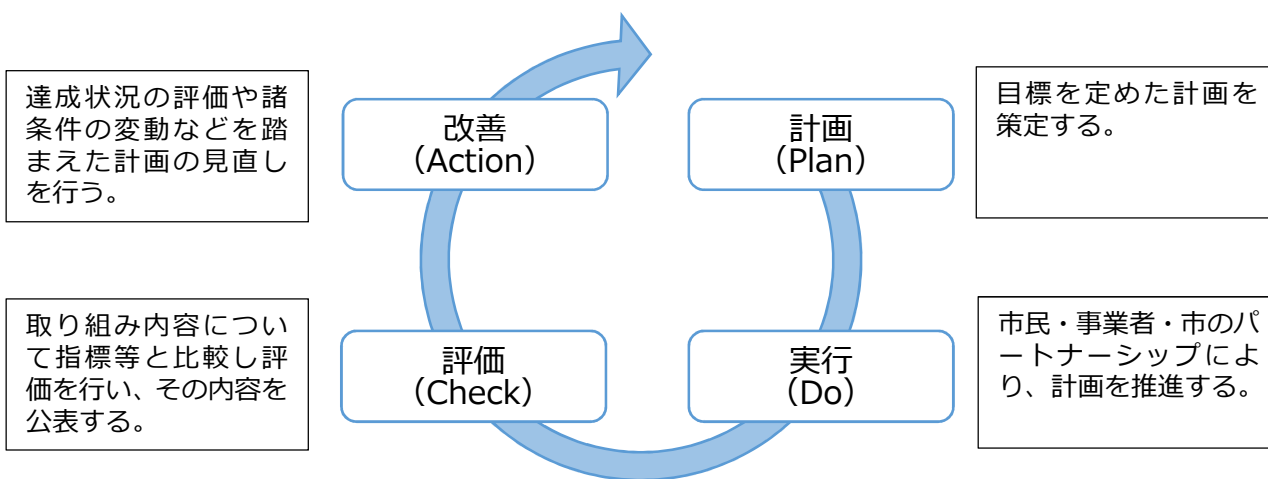 達成状況の評価や諸
条件の変動などを踏
まえた計画の見直し
を行う。
改善
（Action）
計画
（Plan）
目標を定めた計画を
策定する。
取り組み内容につい
て指標等と比較し評
価を行い、その内容を
公表する。
評価
（Check）
実行
（Do）
市民・事業者・市のパ
ートナーシップによ
り、計画を推進する。